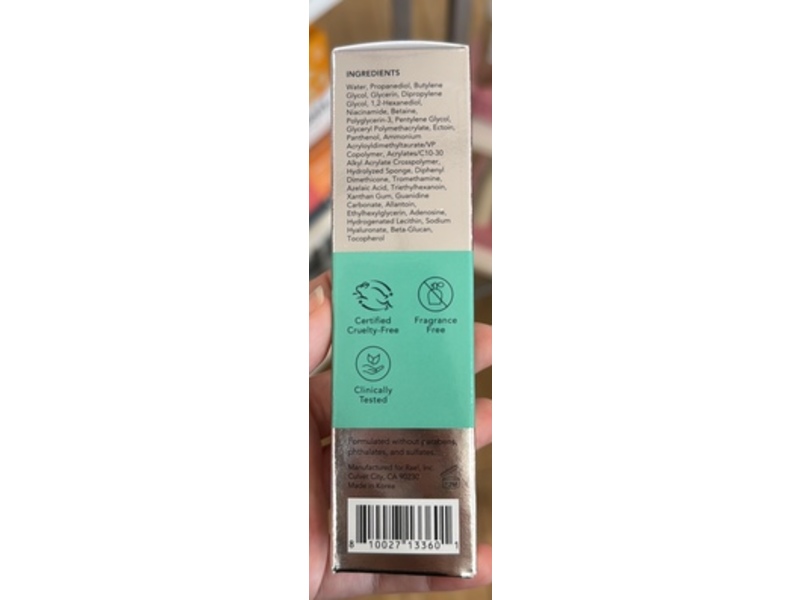 INGREDIENTS
Water, Propanediol, Butylene
Glycol, Glycerin, Dipropylene
Glycol, 1,2-Hexanediol,
Niacinamide, Betaine,
Polyglycerin-3, Pentylene Glycol,
Glyceryl Polymethacrylate, Ectoin,
Panthenol, Ammonium
Acryloyldimethyltaurate/VP
Copolymer, Acrylates/C10-30
Alkyl Acrylate Crosspolymer,
Hydrolyzed Sponge, Diphenyl
Dimethicone, Tromethamine,
Azelaic Acid, Triethylhexanoin,
Xanthan Gum, Guanidine
Carbonate, Allantoin,
Ethylhexylglycerin, Adenosine,
Hydrogenated Lecithin, Sodium
Hyaluronate, Beta-Glucan,
Tocopherol
Certified
Cruelty-Free
Fragrance
Free
Clinically
Tested
Formulated without parabens,
phthalates, and sulfates.
Manufactured for Inc.
Culver City, CA 90230
Made in Korea
8 10027 13360 1